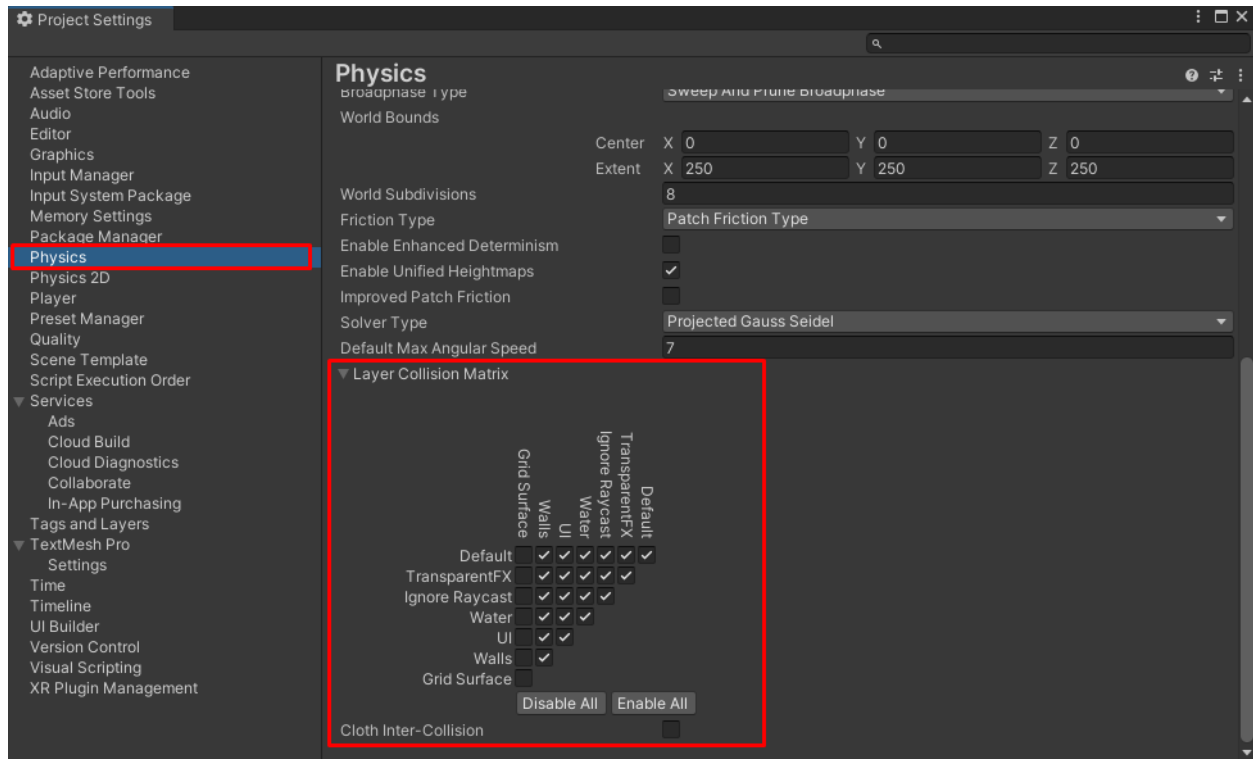 Project Settings
Adaptive Performance
Asset Store Tools
Audio
Editor
Graphics
Input Manager
Input System Package
Memory Settings
Package Manager
Physics
Physics 2D
Player
Preset Manager
Quality
Scene Template
Script Execution Order
Services
Ads
Cloud Build
Cloud Diagnostics
Collaborate
In-App Purchasing
Tags and Layers
TextMesh Pro
Settings
Time
Timeline
UI Builder
Version Control
Visual Scripting
XR Plugin Management
Physics
Broadphase Type Sweep And Prune Broadphase
World Bounds
Center X 0 Y 0 Z 0
Extent X 250 Y 250 Z 250
World Subdivisions 8
Friction Type Patch Friction Type
Enable Enhanced Determinism
Enable Unified Heightmaps
Improved Patch Friction
Solver Type Projected Gauss Seidel
Default Max Angular Speed 7
Layer Collision Matrix
Grid Surface
Walls
UI
Water
Ignore Raycast
TransparentFX
Default
Default
TransparentFX
Ignore Raycast
Water
UI
Walls
Grid Surface
Disable All Enable All
Cloth Inter-Collision